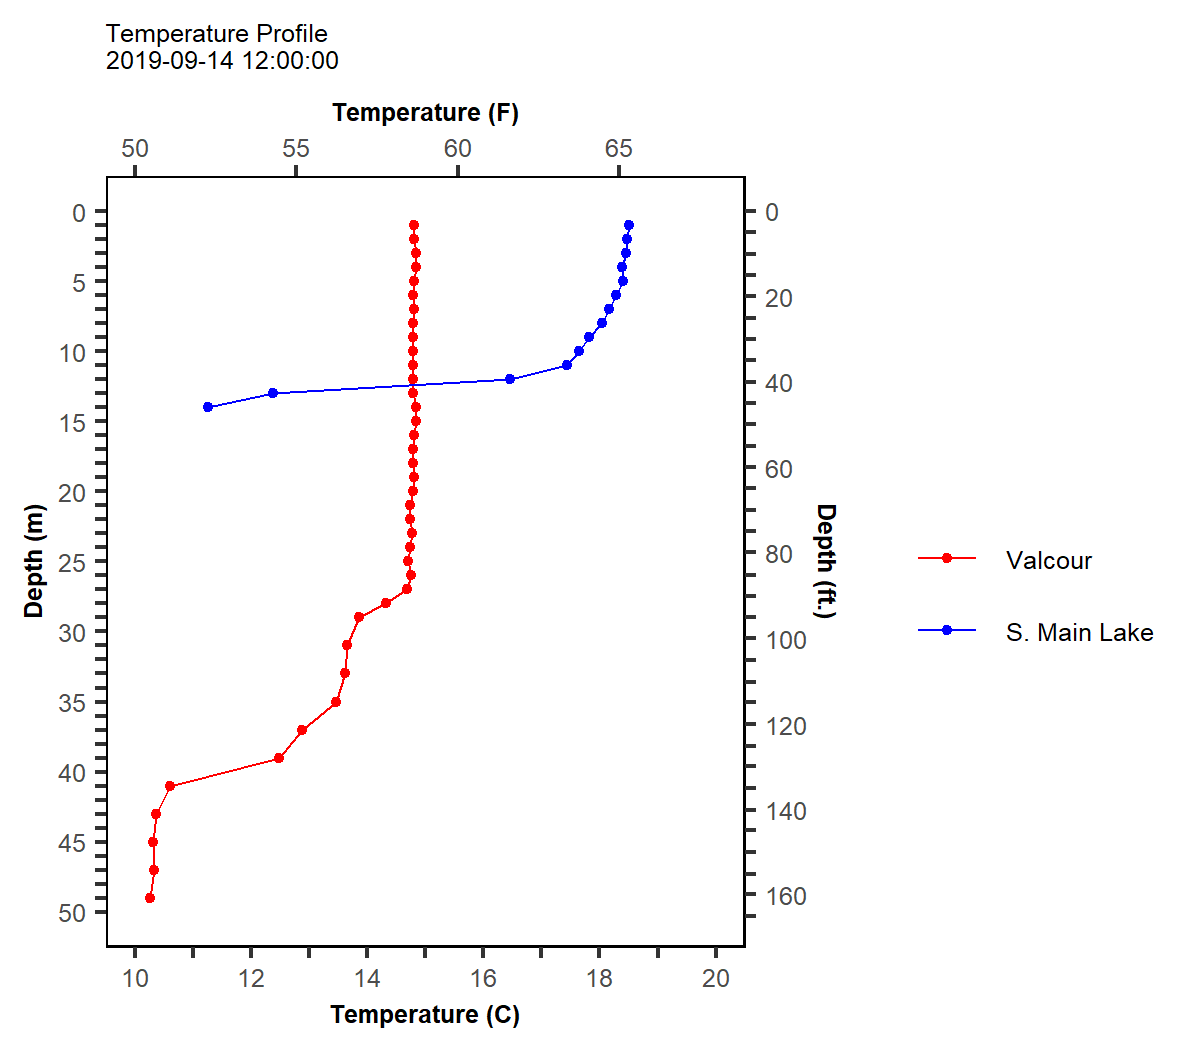 Temperature Profile
2019-09-14 12:00:00
Temperature (F)
50 55 60 65
0 5 10 15 20 25 30 35 40 45 50
Depth (m)
0 20 40 60 80 100 120 140 160
Depth (ft.)
Valcour
S. Main Lake
10 12 14 16 18 20
Temperature (C)